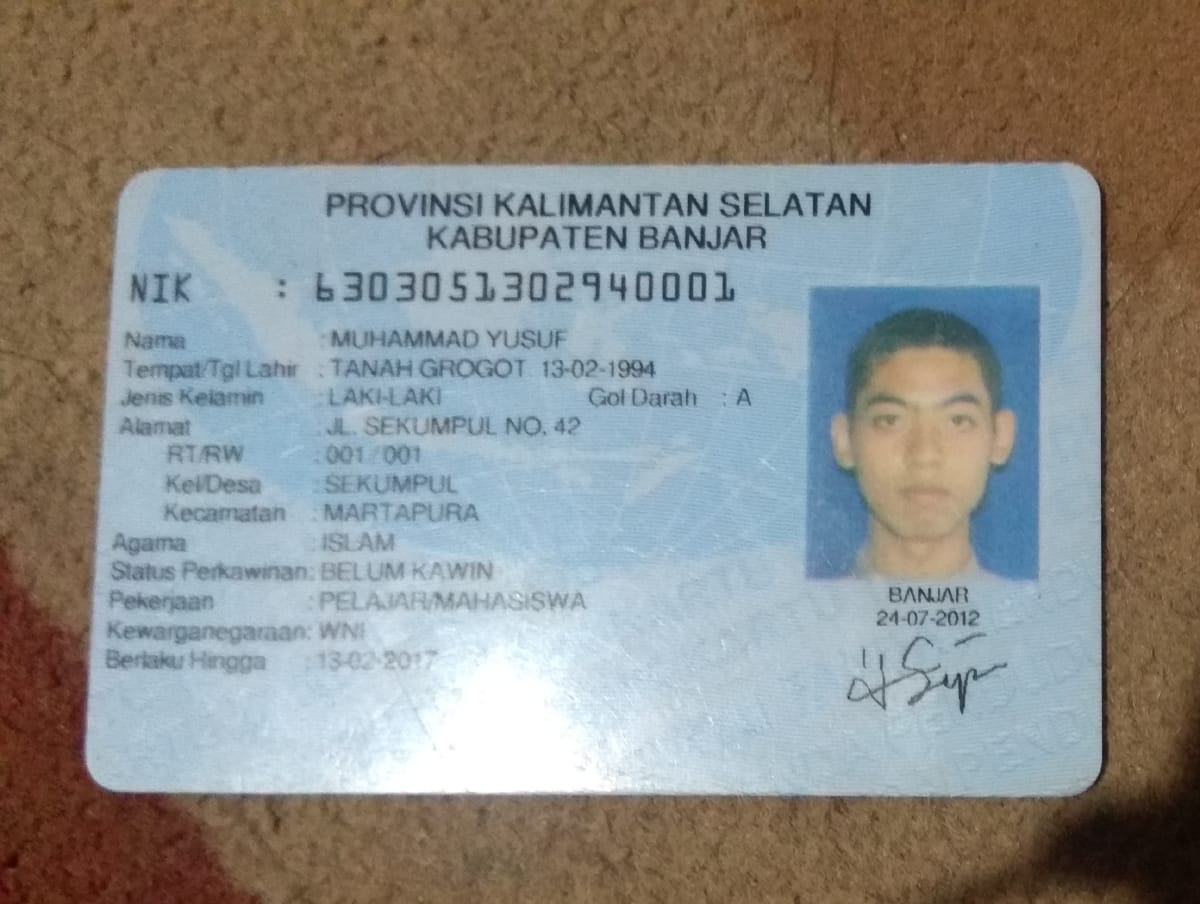 PROVINSI KALIMANTAN SELATAN
KABUPATEN BANJAR
NIK : 6303051302940001
Nama : MUHAMMAD YUSUF
Tempat/Tgl Lahir : TANAH GROGOT 13-02-1994
Jenis Kelamin : LAKI-LAKI Gol Darah : A
Alamat : JL. SEKUMPUL NO. 42
RT/RW : 001/001
Kel/Desa : SEKUMPUL
Kecamatan : MARTAPURA
Agama : ISLAM
Status Perkawinan: BELUM KAWIN
Pekerjaan : PELAJAR/MAHASISWA
Kewarganegaraan: WNI
Berlaku Hingga : 13-02-2017
BANJAR
24-07-2012